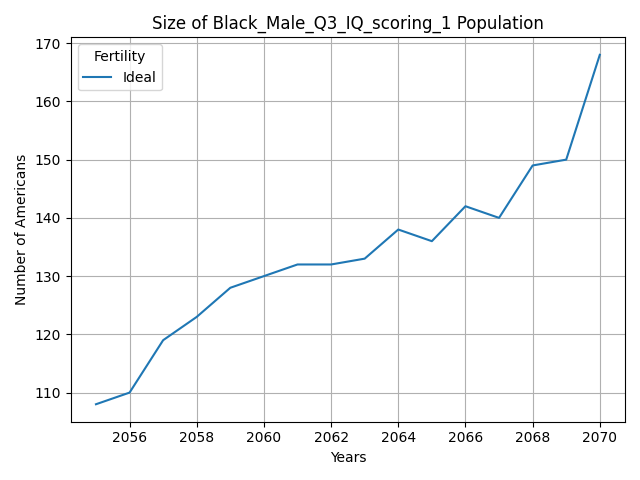 Size of Black_Male_Q3_IQ_scoring_1 Population
Fertility
Ideal
Number of Americans
170
160
150
140
130
120
110
2056 2058 2060 2062 2064 2066 2068 2070
Years